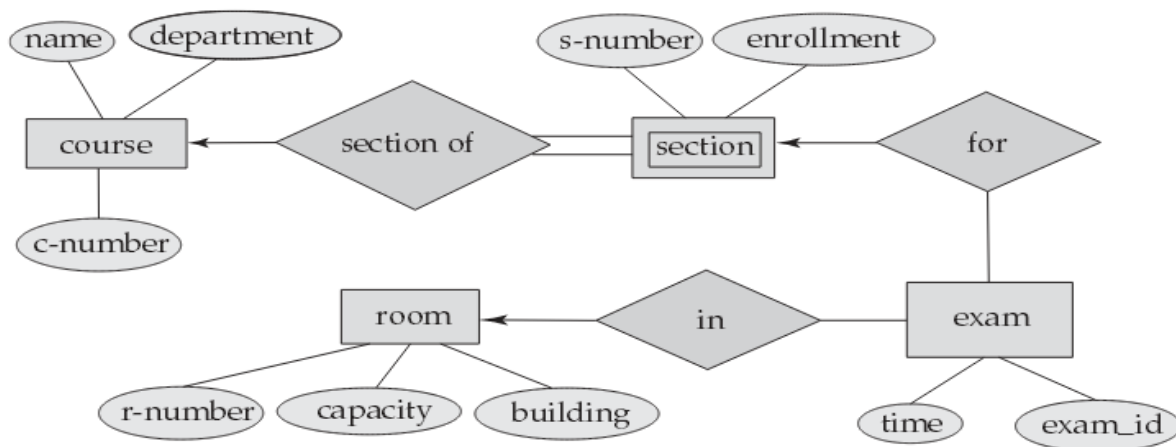 name
department
s-number
enrollment
course
section of
section
for
c-number
room
in
exam
r-number
capacity
building
time
exam_id